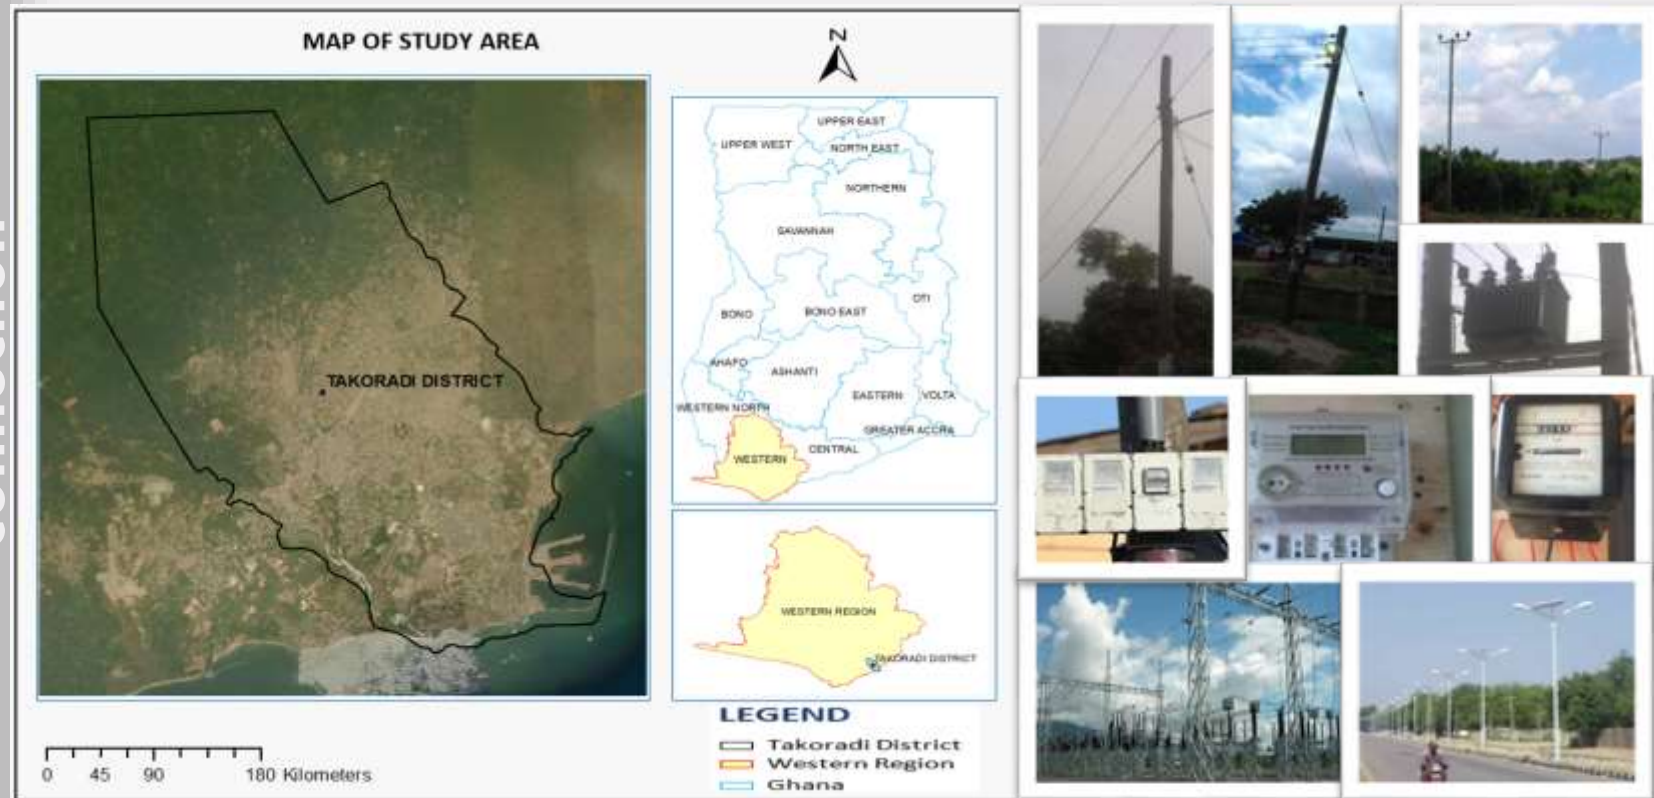 MAP OF STUDY AREA
N
TAKORADI DISTRICT
UPPER EAST
UPPER WEST
NORTH EAST
NORTHERN
SAVANNAH
OTI
BONO
BONO EAST
AHAFO
ASHANTI
EASTERN
VOLTA
WESTERN NORTH
GREATER ACCRA
CENTRAL
WESTERN
WESTERN REGION
TAKORADI DISTRICT
LEGEND
Takoradi District
Western Region
Ghana
0 45 90 180 Kilometers